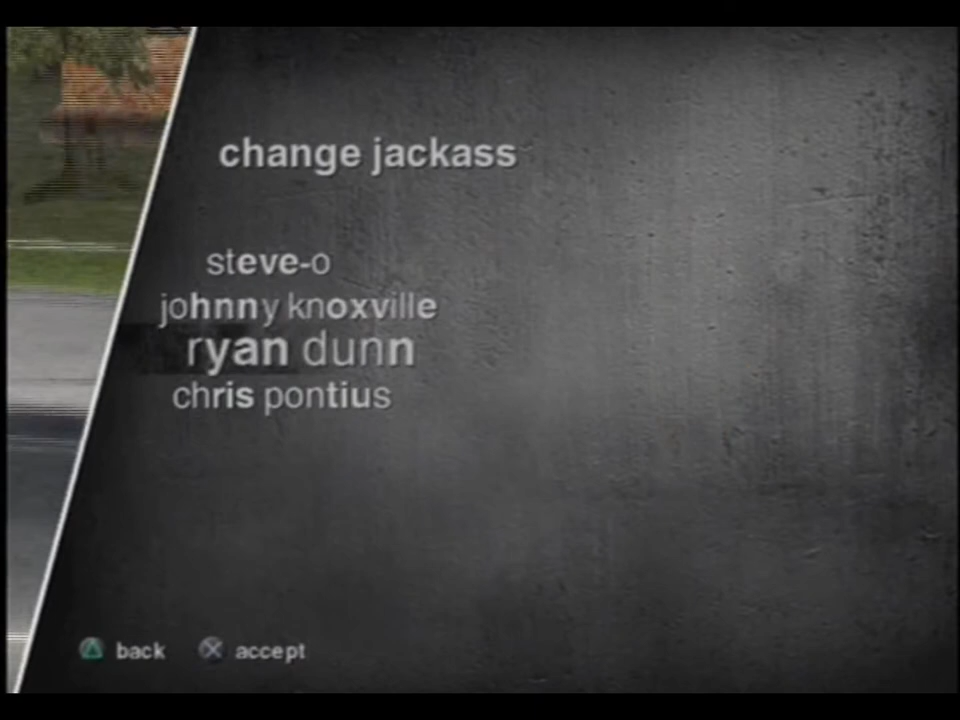 change jackass
steve-o
johnny knoxville
ryan dunn
chris pontius
back accept